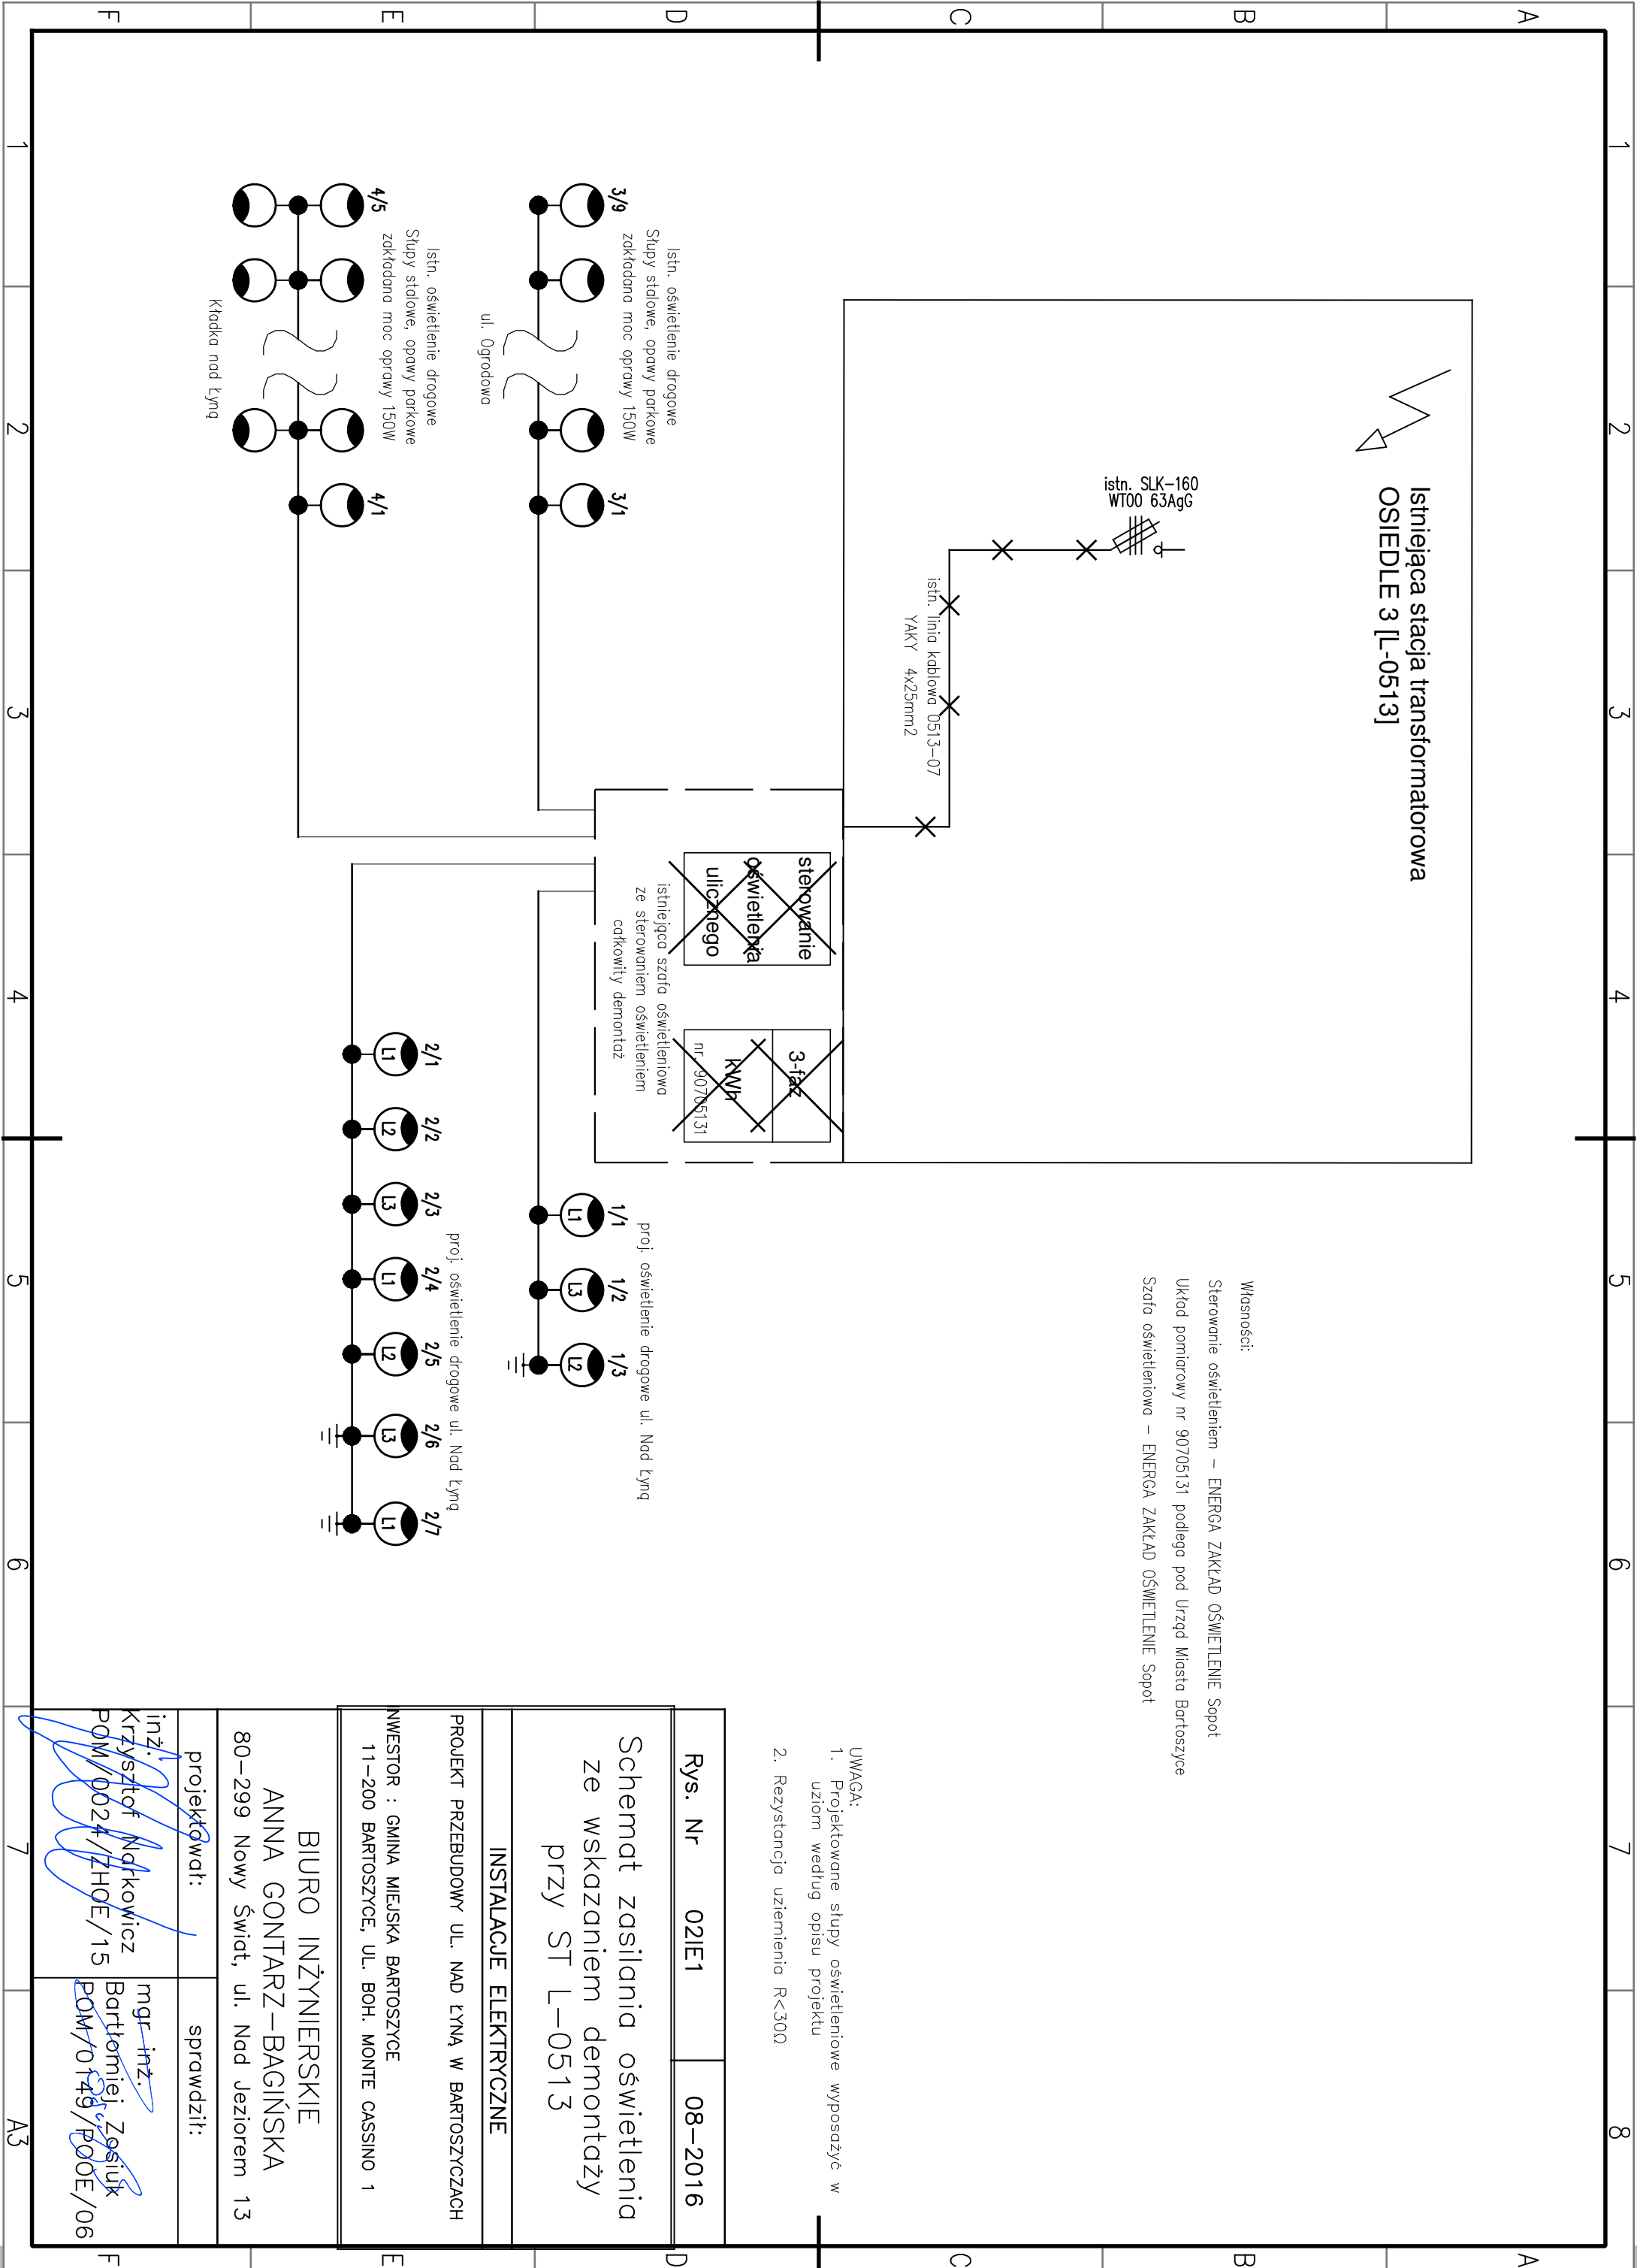 Istniejąca stacja transformatorowa
OSIEDLE 3 [L-0513]
istn. SLK-160
WT00 63AgG
istn. linia kablowa 0513-07
YAKY 4x25mm2
sterowanie
oświetlenia
ulicznego
3-faz
kWh
nr. 90705131
istniejąca szafa oświetleniowa
ze sterowaniem oświetleniem
całkowity demontaż
Własności:
Sterowanie oświetleniem - ENERGA ZAKŁAD OŚWIETLENIE Sopot
Układ pomiarowy nr 90705131 podlega pod Urząd Miasta Bartoszyce
Szafa oświetleniowa - ENERGA ZAKŁAD OŚWIETLENIE Sopot
Istn. oświetlenie drogowe
Słupy stalowe, opawy parkowe
zakładana moc oprawy 150W
3/9
3/1
ul. Ogrodowa
Istn. oświetlenie drogowe
Słupy stalowe, opawy parkowe
zakładana moc oprawy 150W
4/5
4/1
Kładka nad Łyną
proj. oświetlenie drogowe ul. Nad Łyną
1/1 1/2 1/3
L1 L3 L2
proj. oświetlenie drogowe ul. Nad Łyną
2/1 2/2 2/3 2/4 2/5 2/6 2/7
L1 L2 L3 L1 L2 L3 L1
UWAGA:
1. Projektowane słupy oświetleniowe wyposażyć w
uziom według opisu projektu
2. Rezystancja uziemienia R<30Ω
Rys. Nr 02IE1
08-2016
Schemat zasilania oświetlenia
ze wskazaniem demontaży
przy ST L-0513
INSTALACJE ELEKTRYCZNE
PROJEKT PRZEBUDOWY UL. NAD ŁYNĄ W BARTOSZYCZACH
INWESTOR : GMINA MIEJSKA BARTOSZYCE
11-200 BARTOSZYCE, UL. BOH. MONTE CASSINO 1
BIURO INŻYNIERSKIE
ANNA GONTARZ-BAGIŃSKA
80-299 Nowy Świat, ul. Nad Jeziorem 13
projektował:
sprawdził:
inż.
Krzysztof Narkowicz
POM/0024/ZHOE/15
mgr inż.
Bartłomiej Zosiuk
POM/0149/POOE/06
1 2 3 4 5 6 7 8
1 2 3 4 5 6 7 A3
A B C D E F
A B C D E F